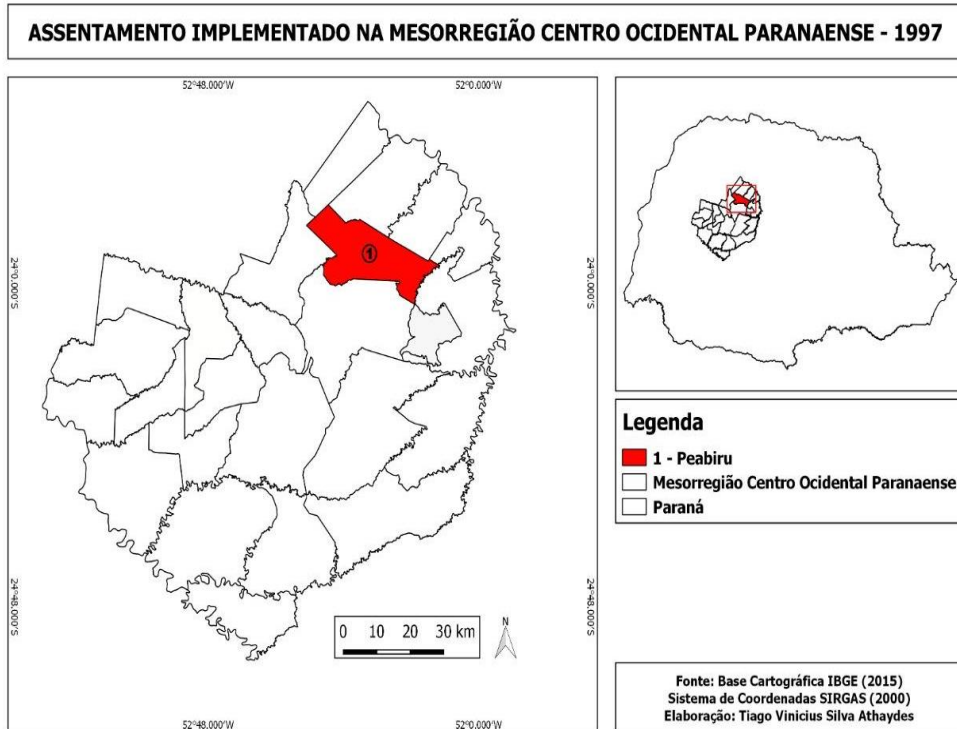 ASSENTAMENTO IMPLEMENTADO NA MESORREGIÃO CENTRO OCIDENTAL PARANAENSE - 1997
52°48.000'W
52°0.000'W
24°0.000'S
24°0.000'S
1
24°48.000'S
24°48.000'S
0 10 20 30 km
N
52°48.000'W
52°0.000'W
Legenda
1 - Peabiru
Mesorregião Centro Ocidental Paranaense
Paraná
Fonte: Base Cartográfica IBGE (2015)
Sistema de Coordenadas SIRGAS (2000)
Elaboração: Tiago Vinicius Silva Athaydes